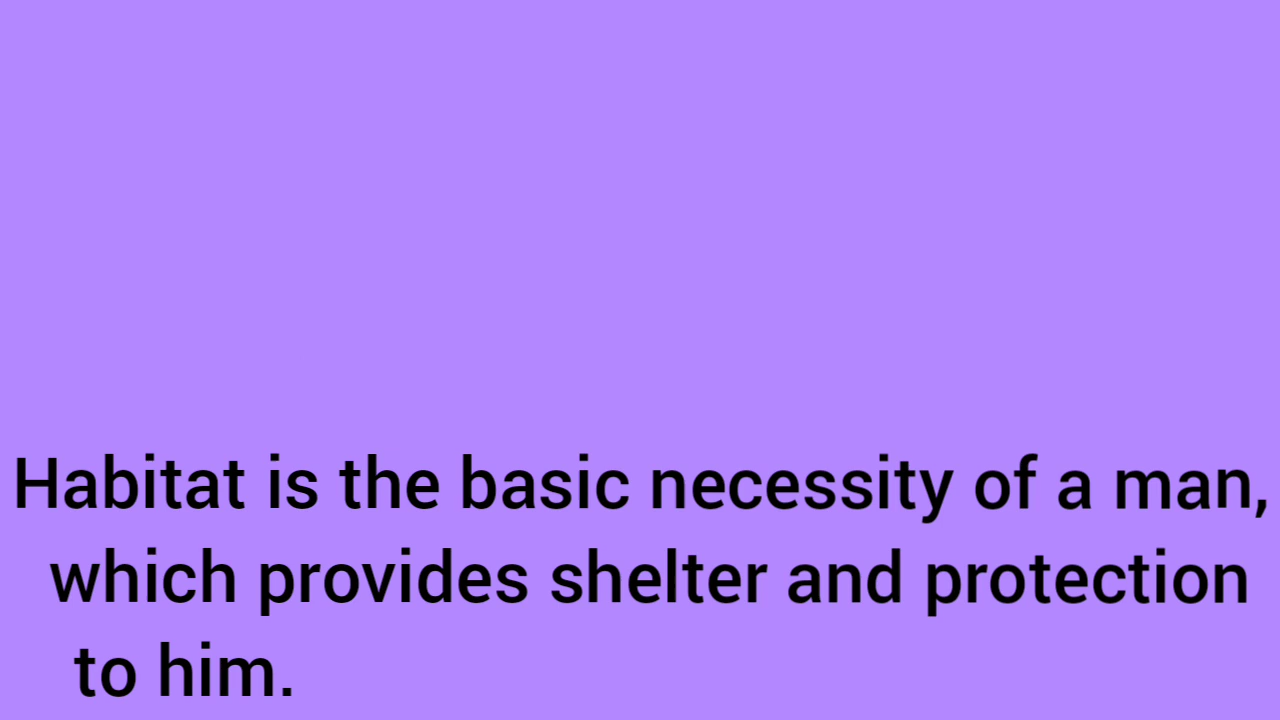 Habitat is the basic necessity of a man,
which provides shelter and protection
to him.